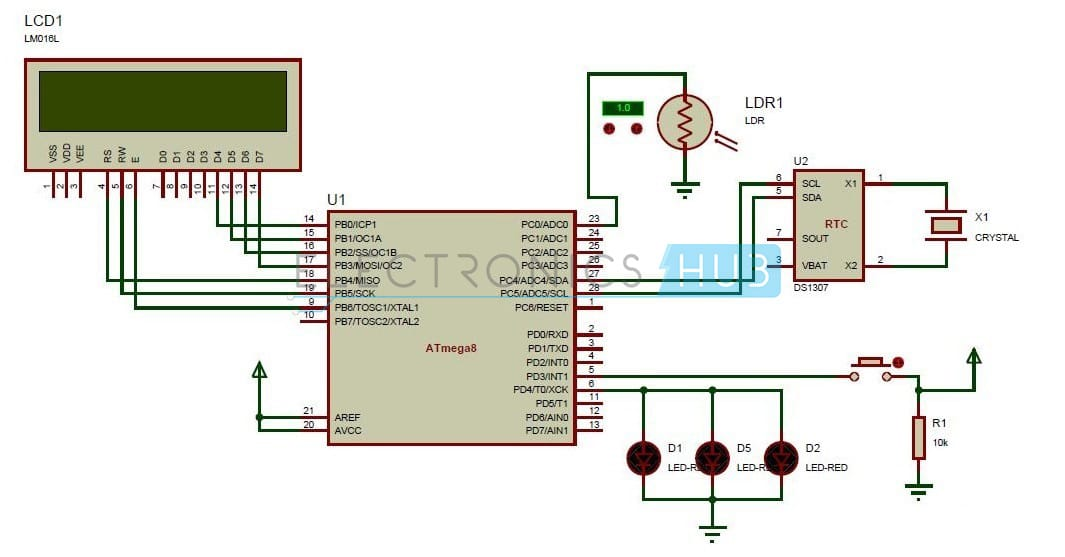 LCD1
LM016L
VSS VDD VEE RS RW E D0 D1 D2 D3 D4 D5 D6 D7
1 2 3 4 5 6 7 8 9 10 11 12 13 14
1.0
LDR1
LDR
U2
6 SCL X1 1
5 SDA
RTC
7 SOUT
3 VBAT X2 2
DS1307
X1
CRYSTAL
U1
14 PB0/ICP1 PC0/ADC0 23
15 PB1/OC1A PC1/ADC1 24
16 PB2/SS/OC1B PC2/ADC2 25
17 PB3/MOSI/OC2 PC3/ADC3 26
18 PB4/MISO PC4/ADC4/SDA 27
19 PB5/SCK PC5/ADC5/SCL 28
9 PB6/TOSC1/XTAL1 PC6/RESET 1
10 PB7/TOSC2/XTAL2
ELECTRONICS HUB
PD0/RXD 2
PD1/TXD 3
ATmega8
PD2/INT0 4
PD3/INT1 5
PD4/T0/XCK 6
PD5/T1 11
21 AREF PD6/AIN0 12
20 AVCC PD7/AIN1 13
R1
10k
D1
LED-R
D5
LED-R
D2
LED-RED